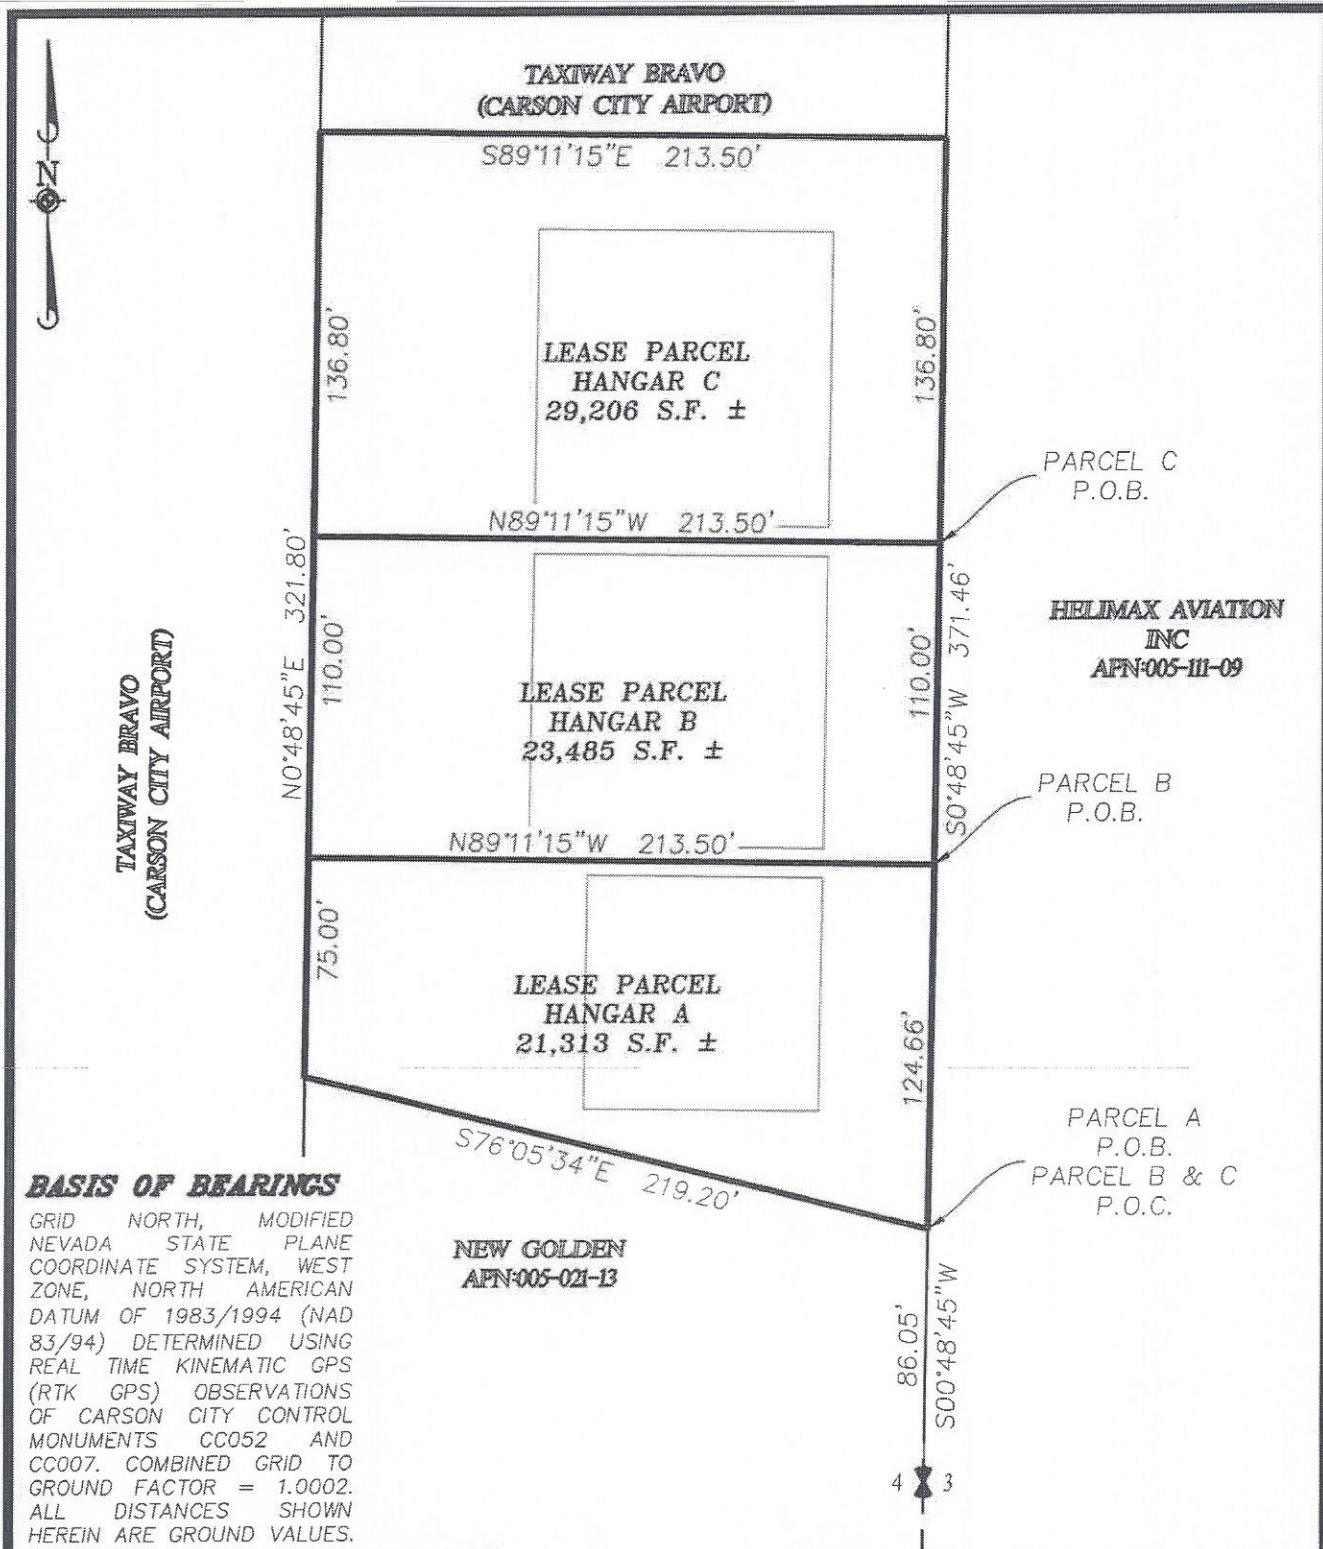 TAXIWAY BRAVO
(CARSON CITY AIRPORT)
N
S89°11'15"E 213.50'
136.80'
LEASE PARCEL
HANGAR C
29,206 S.F. ±
136.80'
PARCEL C
P.O.B.
N89°11'15"W 213.50'
N0°48'45"E 321.80'
110.00'
LEASE PARCEL
HANGAR B
23,485 S.F. ±
110.00'
S0°48'45"W 371.46'
HELIMAX AVIATION
INC
APN:005-111-09
TAXIWAY BRAVO
(CARSON CITY AIRPORT)
PARCEL B
P.O.B.
N89°11'15"W 213.50'
75.00'
LEASE PARCEL
HANGAR A
21,313 S.F. ±
124.66'
S76°05'34"E 219.20'
PARCEL A
P.O.B.
PARCEL B & C
P.O.C.
BASIS OF BEARINGS
GRID NORTH, MODIFIED
NEVADA STATE PLANE
COORDINATE SYSTEM, WEST
ZONE, NORTH AMERICAN
DATUM OF 1983/1994 (NAD
83/94) DETERMINED USING
REAL TIME KINEMATIC GPS
(RTK GPS) OBSERVATIONS
OF CARSON CITY CONTROL
MONUMENTS CC052 AND
CC007. COMBINED GRID TO
GROUND FACTOR = 1.0002.
ALL DISTANCES SHOWN
HEREIN ARE GROUND VALUES.
NEW GOLDEN
APN:005-021-13
86.05'
S00°48'45"W
4 3